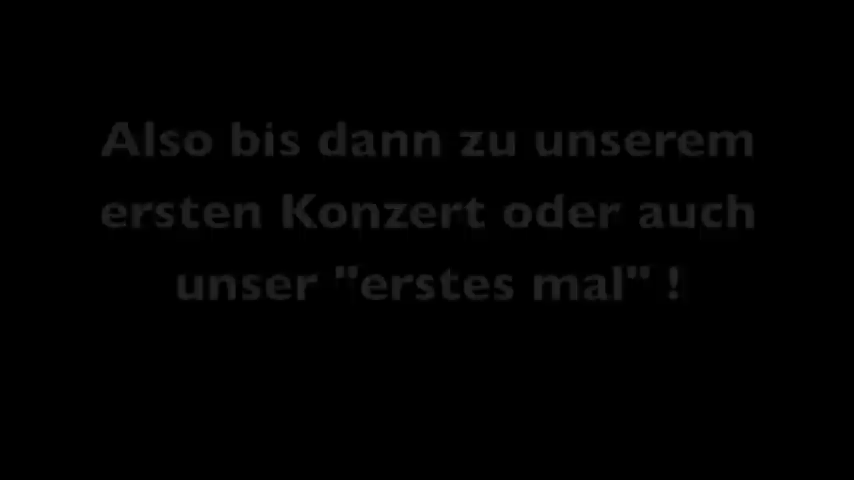 Also bis dann zu unserem
ersten Konzert oder auch
unser "erstes mal" !